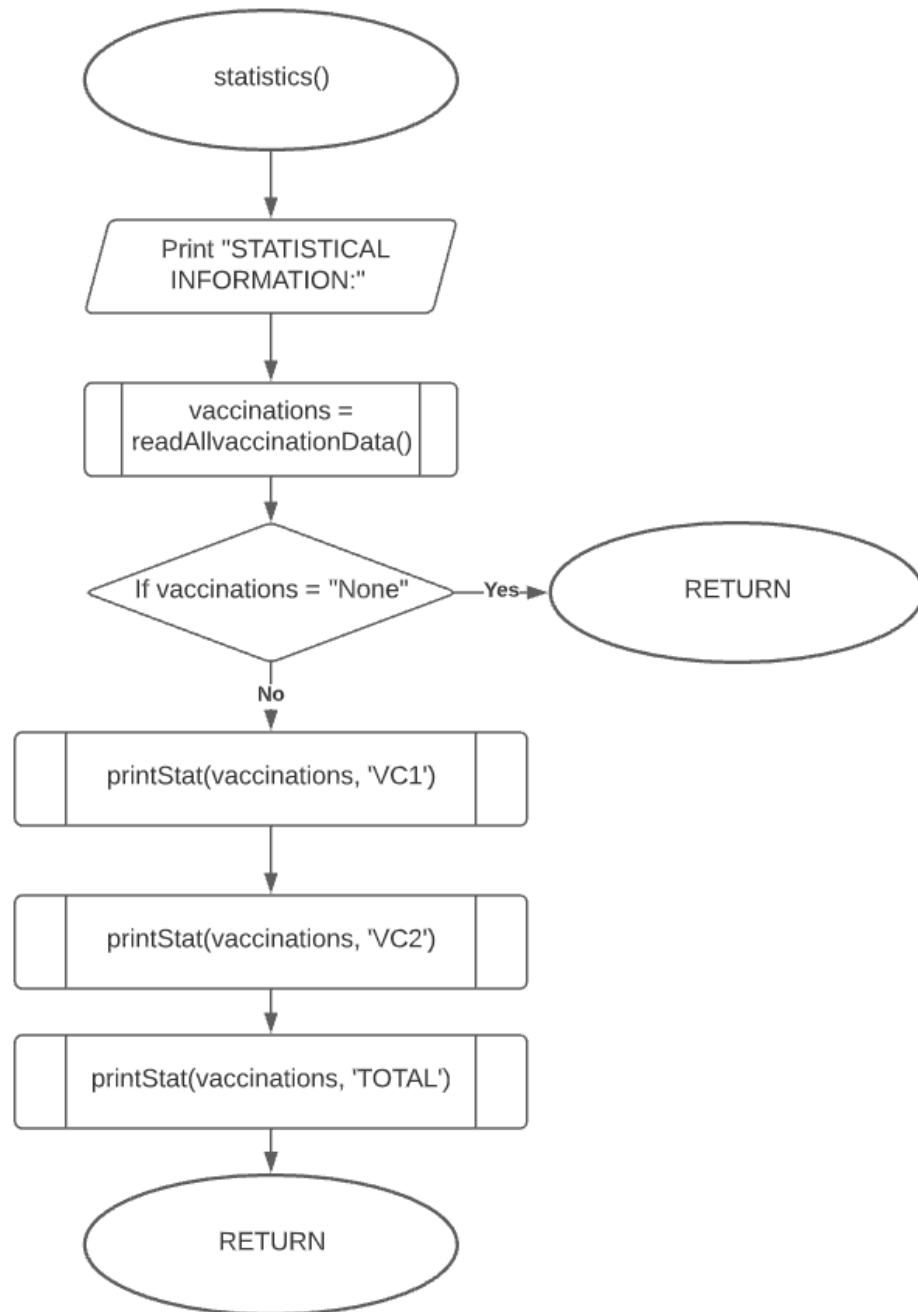 statistics()
Print "STATISTICAL
INFORMATION:"
vaccinations =
readAllvaccinationData()
If vaccinations = "None"
Yes
RETURN
No
printStat(vaccinations, 'VC1')
printStat(vaccinations, 'VC2')
printStat(vaccinations, 'TOTAL')
RETURN